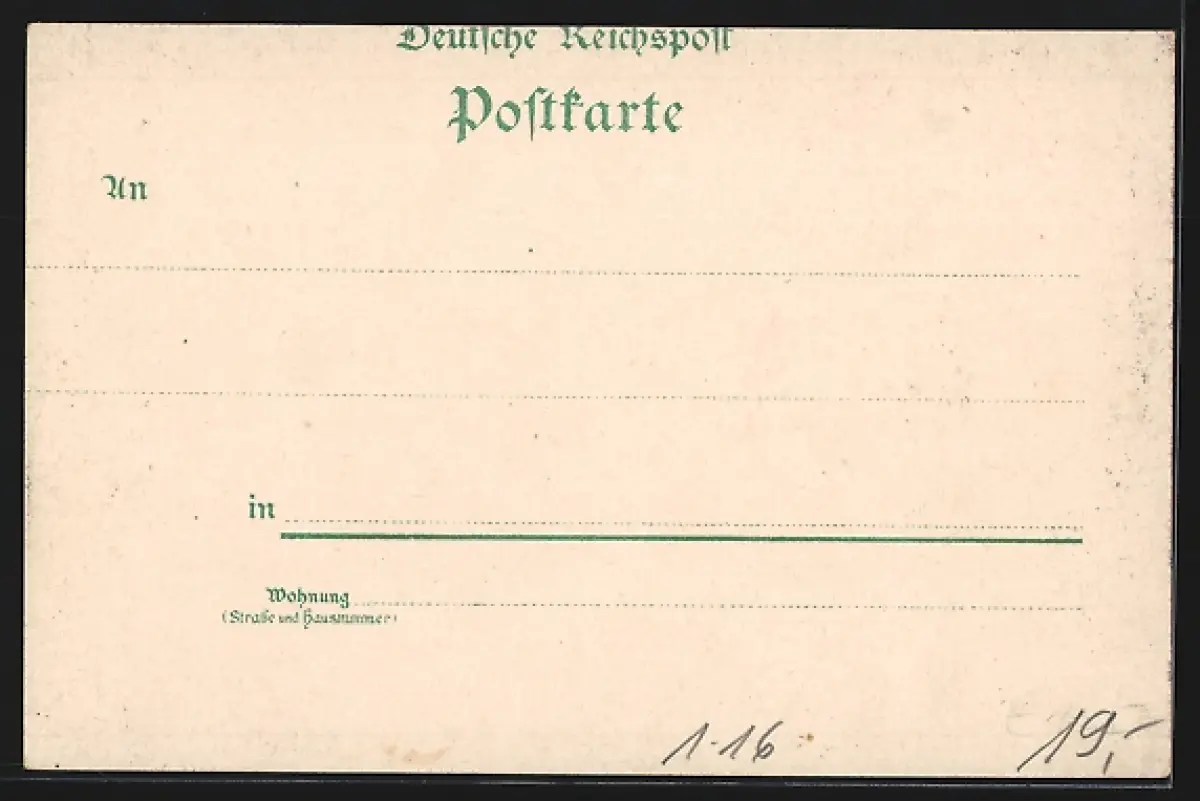 Deutsche Reichspost
Postkarte
An
in
Wohnung
(Straße und Hausnummer)
1-16
19,-